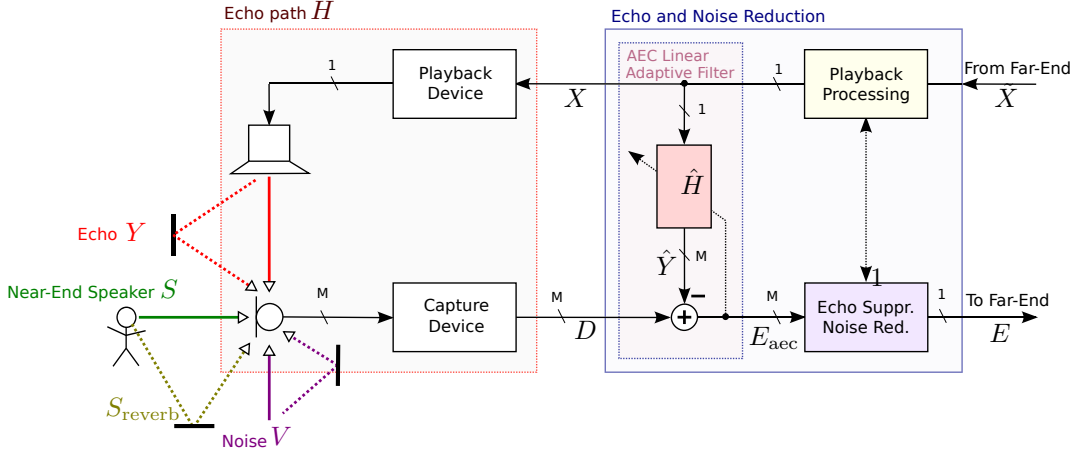 Echo path H
Echo and Noise Reduction
AEC Linear
Adaptive Filter
1
Playback
Device
X
1
1
Playback
Processing
From Far-End
X̂
Ĥ
Echo Y
Ŷ
M
Near-End Speaker S
M
Capture
Device
M
D
−
+
M
E_aec
1
Echo Suppr.
Noise Red.
1
To Far-End
E
S_reverb
Noise V